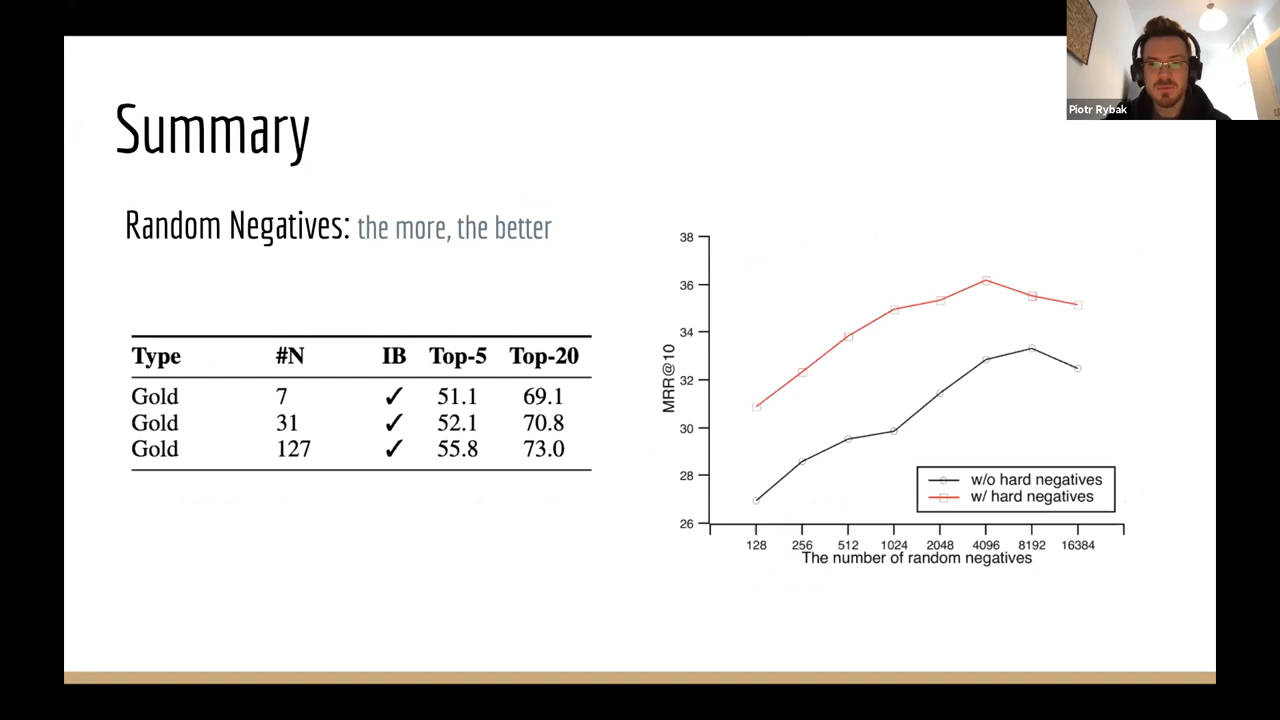 Piotr Rybak
Summary
Random Negatives: the more, the better
Type #N IB Top-5 Top-20
Gold 7 ✓ 51.1 69.1
Gold 31 ✓ 52.1 70.8
Gold 127 ✓ 55.8 73.0
38
36
34
32
30
28
26
MRR@10
w/o hard negatives
w/ hard negatives
128 256 512 1024 2048 4096 8192 16384
The number of random negatives